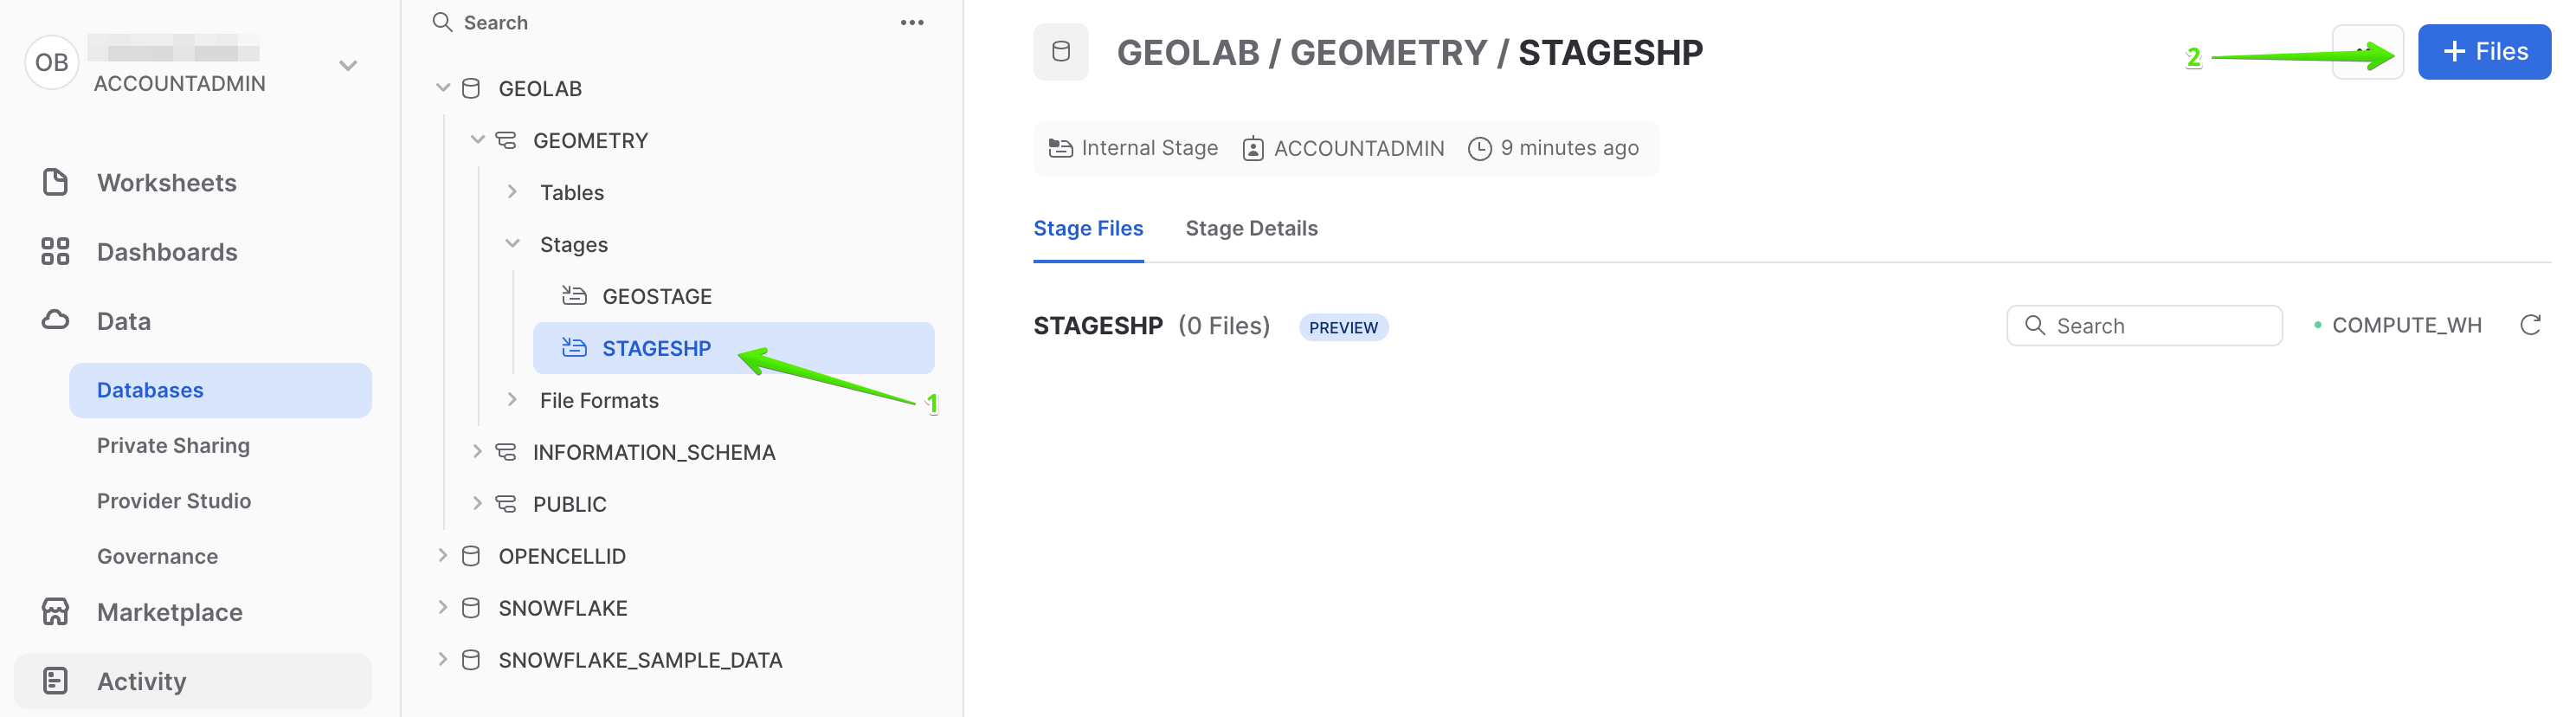 OB
ACCOUNTADMIN
Worksheets
Dashboards
Data
Databases
Private Sharing
Provider Studio
Governance
Marketplace
Activity
Search
GEOLAB
GEOMETRY
Tables
Stages
GEOSTAGE
STAGESHP
1
File Formats
INFORMATION_SCHEMA
PUBLIC
OPENCELLID
SNOWFLAKE
SNOWFLAKE_SAMPLE_DATA
GEOLAB / GEOMETRY / STAGESHP
2
+ Files
Internal Stage ACCOUNTADMIN 9 minutes ago
Stage Files Stage Details
STAGESHP (0 Files) PREVIEW Search COMPUTE_WH